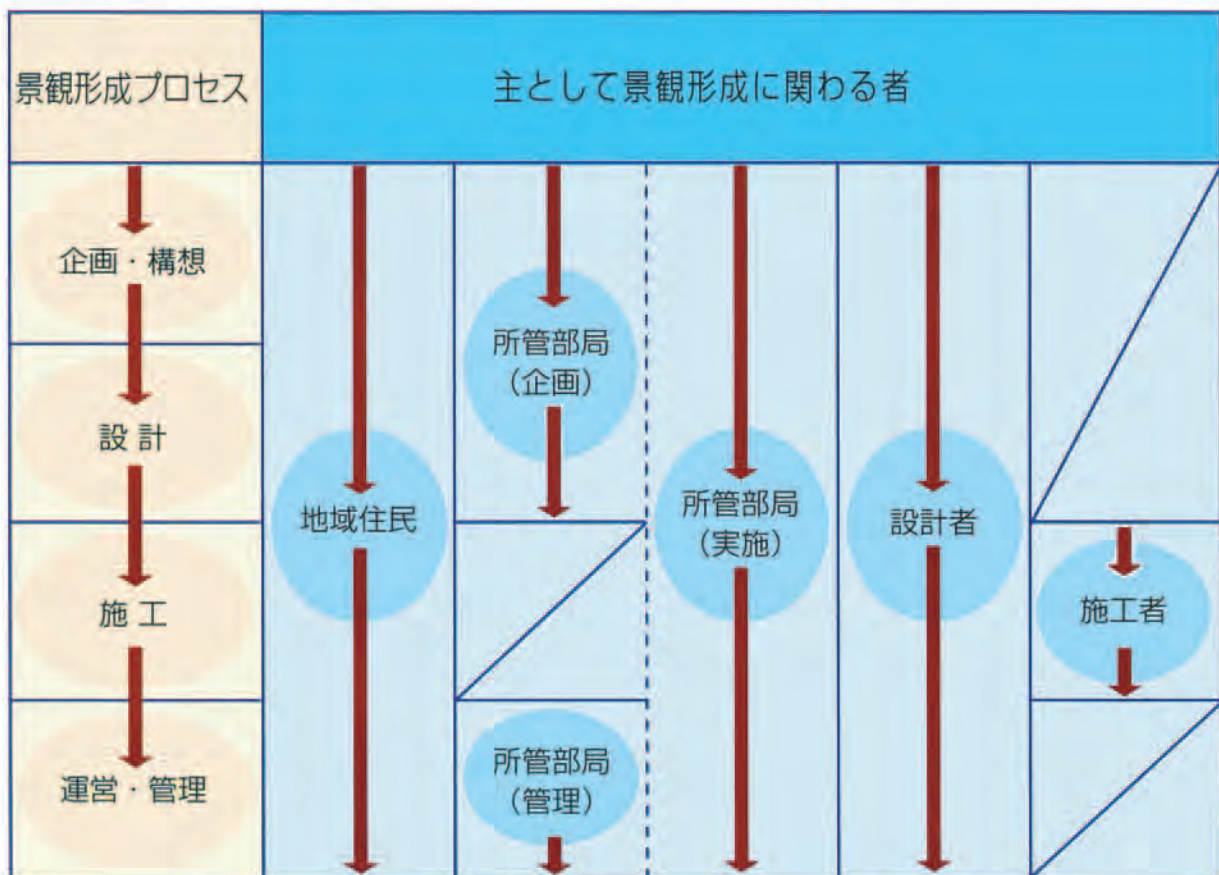 景観形成プロセス
主として景観形成に関わる者
企画・構想
設計
施工
運営・管理
地域住民
所管部局
（企画）
所管部局
（管理）
所管部局
（実施）
設計者
施工者